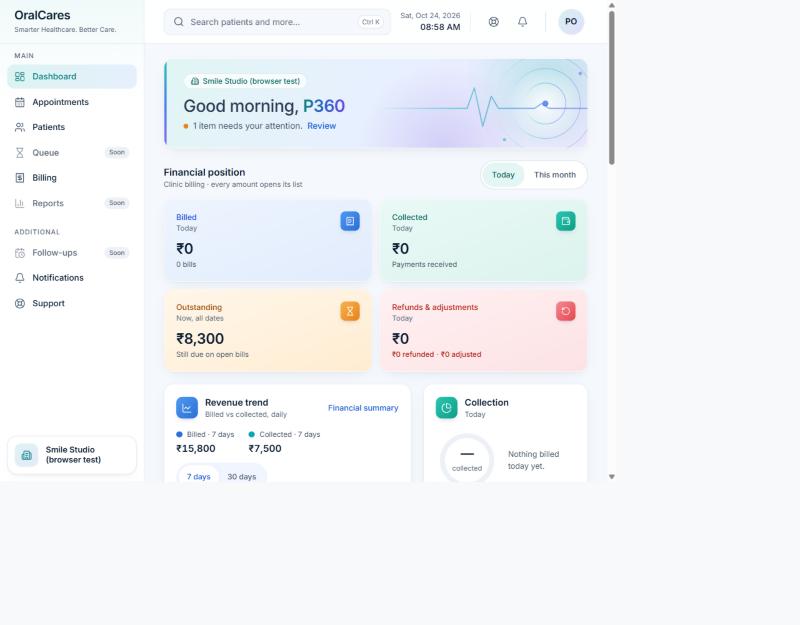 OralCares
Smarter Healthcare. Better Care.
MAIN
Dashboard
Appointments
Patients
Queue Soon
Billing
Reports Soon
ADDITIONAL
Follow-ups Soon
Notifications
Support
Smile Studio
(browser test)
Search patients and more... Ctrl K
Sat, Oct 24, 2026
08:58 AM
PO
Smile Studio (browser test)
Good morning, P360
1 item needs your attention. Review
Financial position
Clinic billing · every amount opens its list
Today This month
Billed
Today
₹0
0 bills
Collected
Today
₹0
Payments received
Outstanding
Now, all dates
₹8,300
Still due on open bills
Refunds & adjustments
Today
₹0
₹0 refunded · ₹0 adjusted
Revenue trend
Billed vs collected, daily
Financial summary
Billed · 7 days Collected · 7 days
₹15,800 ₹7,500
7 days 30 days
Collection
Today
—
collected
Nothing billed
today yet.